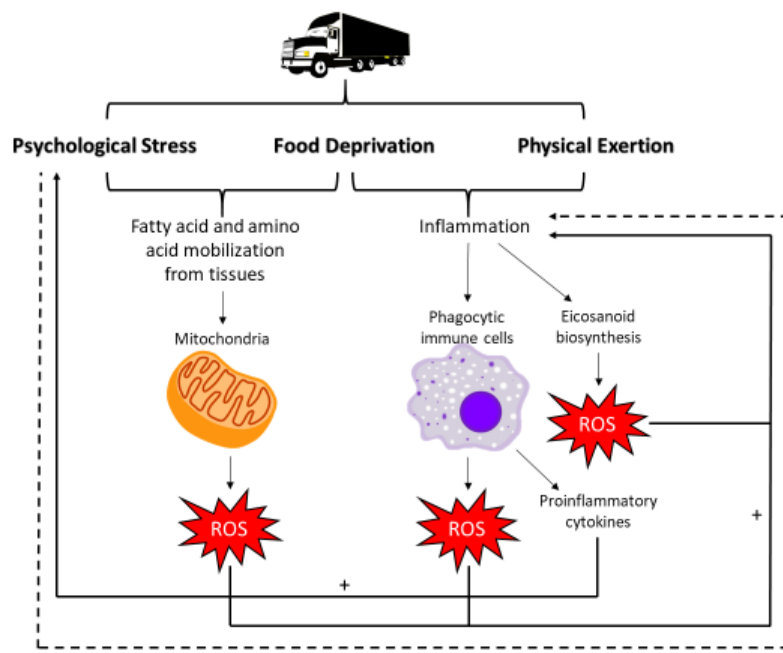 Psychological Stress
Food Deprivation
Physical Exertion
Fatty acid and amino
acid mobilization
from tissues
Inflammation
Mitochondria
Phagocytic
immune cells
Eicosanoid
biosynthesis
ROS
ROS
ROS
Proinflammatory
cytokines
+
+